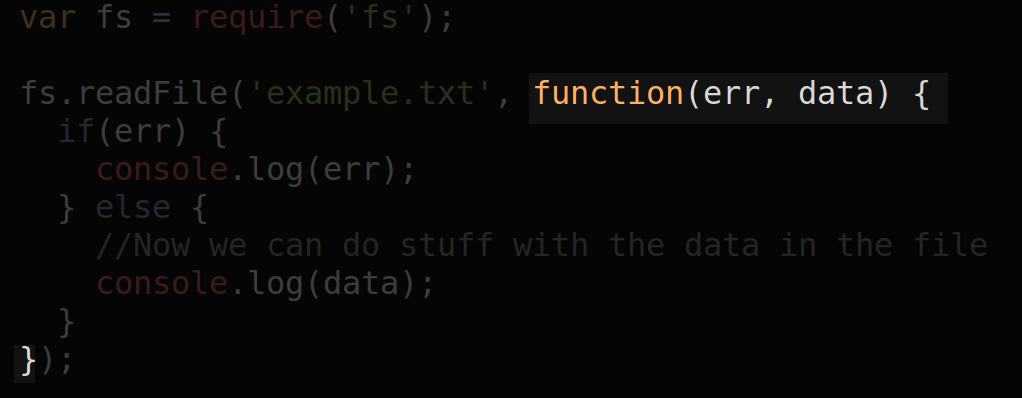 var fs = require('fs');
fs.readFile('example.txt', function(err, data) {
if(err) {
console.log(err);
} else {
//Now we can do stuff with the data in the file
console.log(data);
}
});